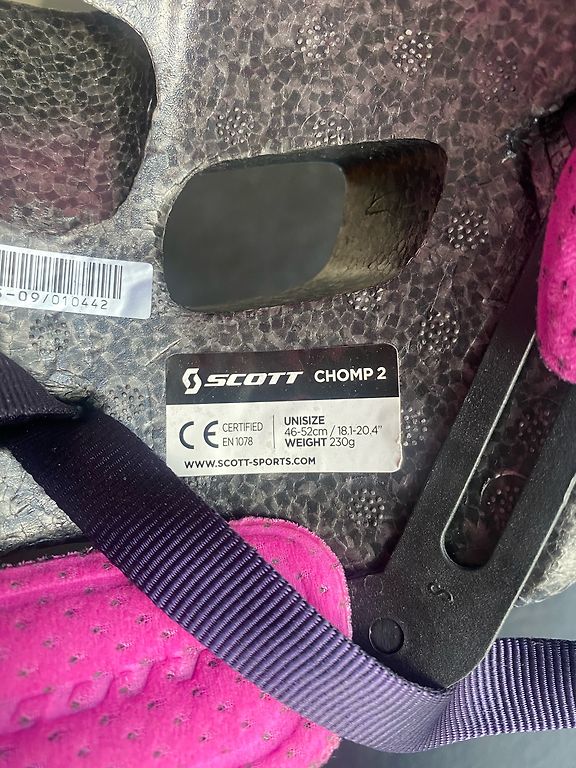 -09/010442
SCOTT CHOMP 2
CE CERTIFIED
EN 1078
UNISIZE
46-52cm / 18.1-20,4”
WEIGHT 230g
WWW.SCOTT-SPORTS.COM
S